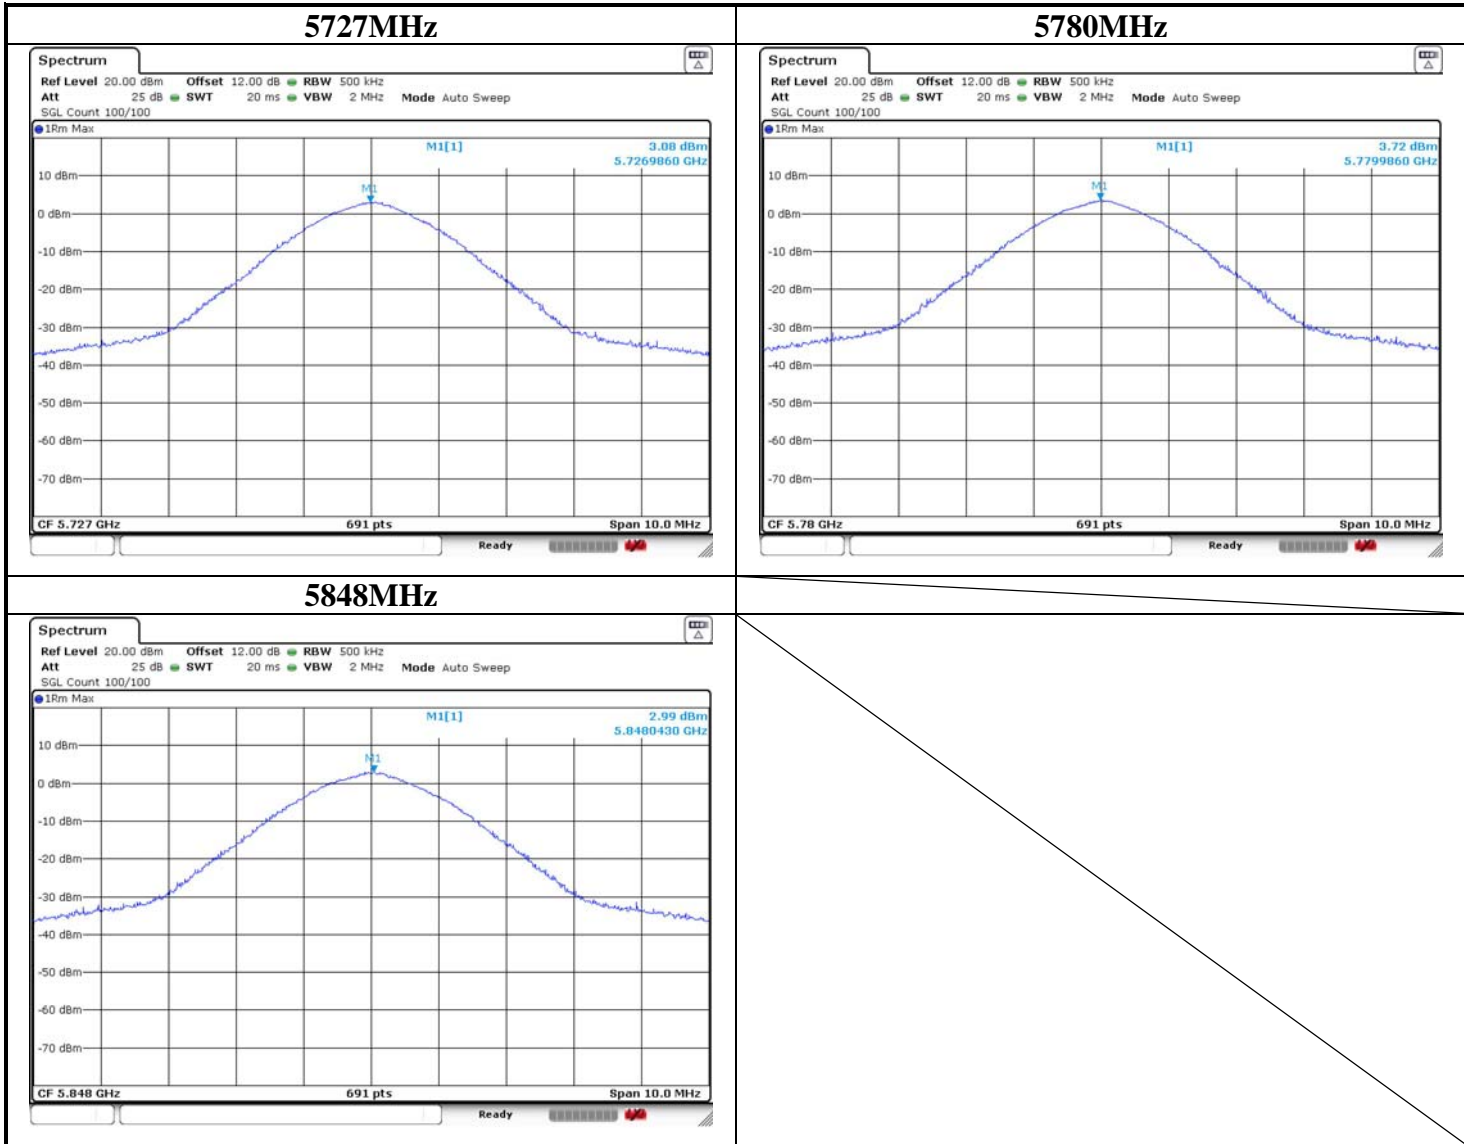 5727MHz
Spectrum
Ref Level 20.00 dBm Offset 12.00 dB RBW 500 kHz
Att 25 dB SWT 20 ms VBW 2 MHz Mode Auto Sweep
SGL Count 100/100
1Rm Max
M1[1] 3.08 dBm
5.7269860 GHz
10 dBm
M1
0 dBm
-10 dBm
-20 dBm
-30 dBm
-40 dBm
-50 dBm
-60 dBm
-70 dBm
CF 5.727 GHz 691 pts Span 10.0 MHz
Ready
5780MHz
Spectrum
Ref Level 20.00 dBm Offset 12.00 dB RBW 500 kHz
Att 25 dB SWT 20 ms VBW 2 MHz Mode Auto Sweep
SGL Count 100/100
1Rm Max
M1[1] 3.72 dBm
5.7799860 GHz
10 dBm
M1
0 dBm
-10 dBm
-20 dBm
-30 dBm
-40 dBm
-50 dBm
-60 dBm
-70 dBm
CF 5.78 GHz 691 pts Span 10.0 MHz
Ready
5848MHz
Spectrum
Ref Level 20.00 dBm Offset 12.00 dB RBW 500 kHz
Att 25 dB SWT 20 ms VBW 2 MHz Mode Auto Sweep
SGL Count 100/100
1Rm Max
M1[1] 2.99 dBm
5.8480430 GHz
10 dBm
M1
0 dBm
-10 dBm
-20 dBm
-30 dBm
-40 dBm
-50 dBm
-60 dBm
-70 dBm
CF 5.848 GHz 691 pts Span 10.0 MHz
Ready